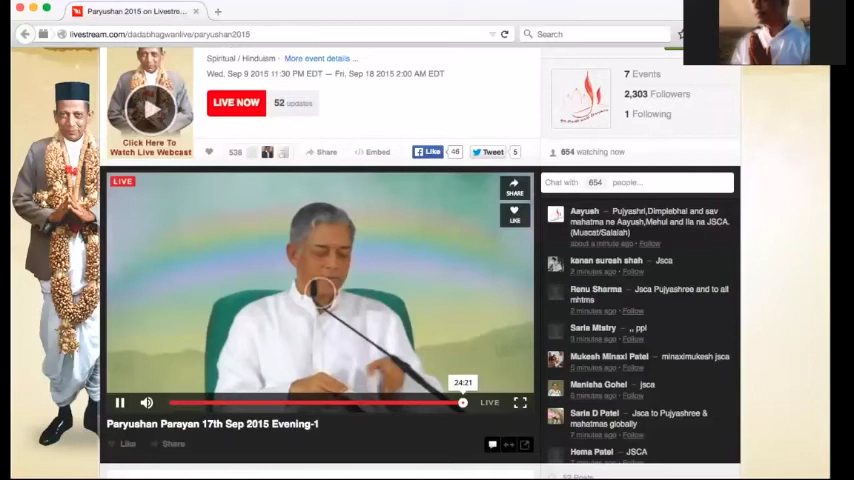 Paryushan 2015 on Livestre...
livestream.com/dadabhagwanlive/paryushan2015
Search
Spiritual / Hinduism
More event details ...
Wed, Sep 9 2015 11:30 PM EDT — Fri, Sep 18 2015 2:00 AM EDT
LIVE NOW
52 updates
Click Here To
Watch Live Webcast
538
Share
Embed
Like
46
Tweet
5
7 Events
2,303 Followers
1 Following
654 watching now
LIVE
SHARE
LIKE
24:21
LIVE
Paryushan Parayan 17th Sep 2015 Evening-1
Like
Share
Chat with 654 people...
Aayush – Pujyashri,Dimplebhai and sav
mahatma ne Aayush,Mehul and Ila na JSCA.
(Muscat/Salalah)
about a minute ago · Follow
kanan suresh shah – Jsca
2 minutes ago · Follow
Renu Sharma – Jsca Pujyashree and to all
mhtms
2 minutes ago · Follow
Saria Mistry – ,, ppl
3 minutes ago · Follow
Mukesh Minaxi Patel – minaximukesh jsca
5 minutes ago · Follow
Manisha Gohel – jsca
6 minutes ago · Follow
Saria D Patel – Jsca to Pujyashree &
mahatmas globally
7 minutes ago · Follow
Hema Patel – JSCA